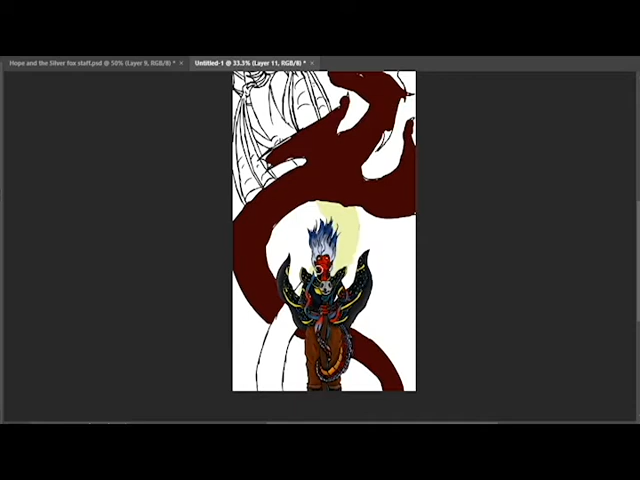 Hope and the Silver fox staff.psd @ 50% (Layer 9, RGB/8) * ×
Untitled-1 @ 33.3% (Layer 11, RGB/8) * ×